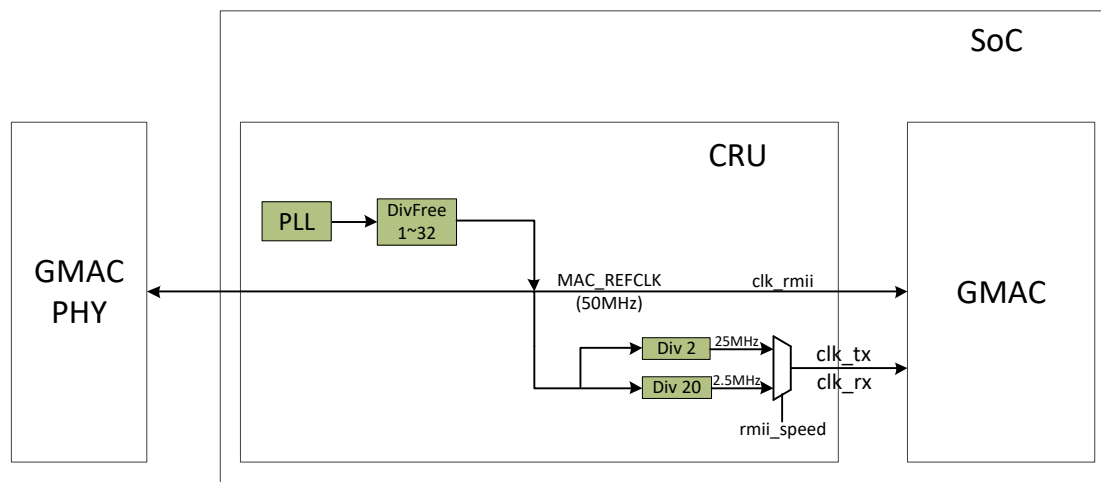 SoC
CRU
PLL
DivFree
1~32
GMAC
PHY
MAC_REFCLK
(50MHz)
clk_rmii
GMAC
Div 2
25MHz
Div 20
2.5MHz
clk_tx
clk_rx
rmii_speed